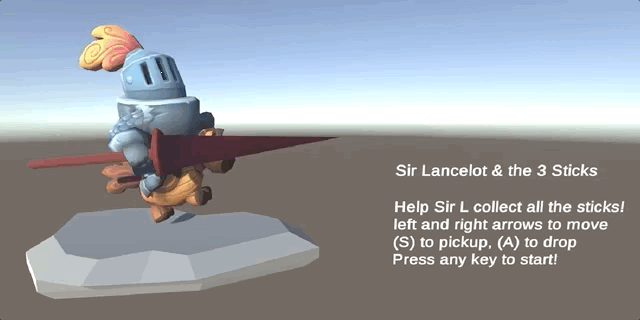 Sir Lancelot & the 3 Sticks
Help Sir L collect all the sticks!
left and right arrows to move
(S) to pickup, (A) to drop
Press any key to start!